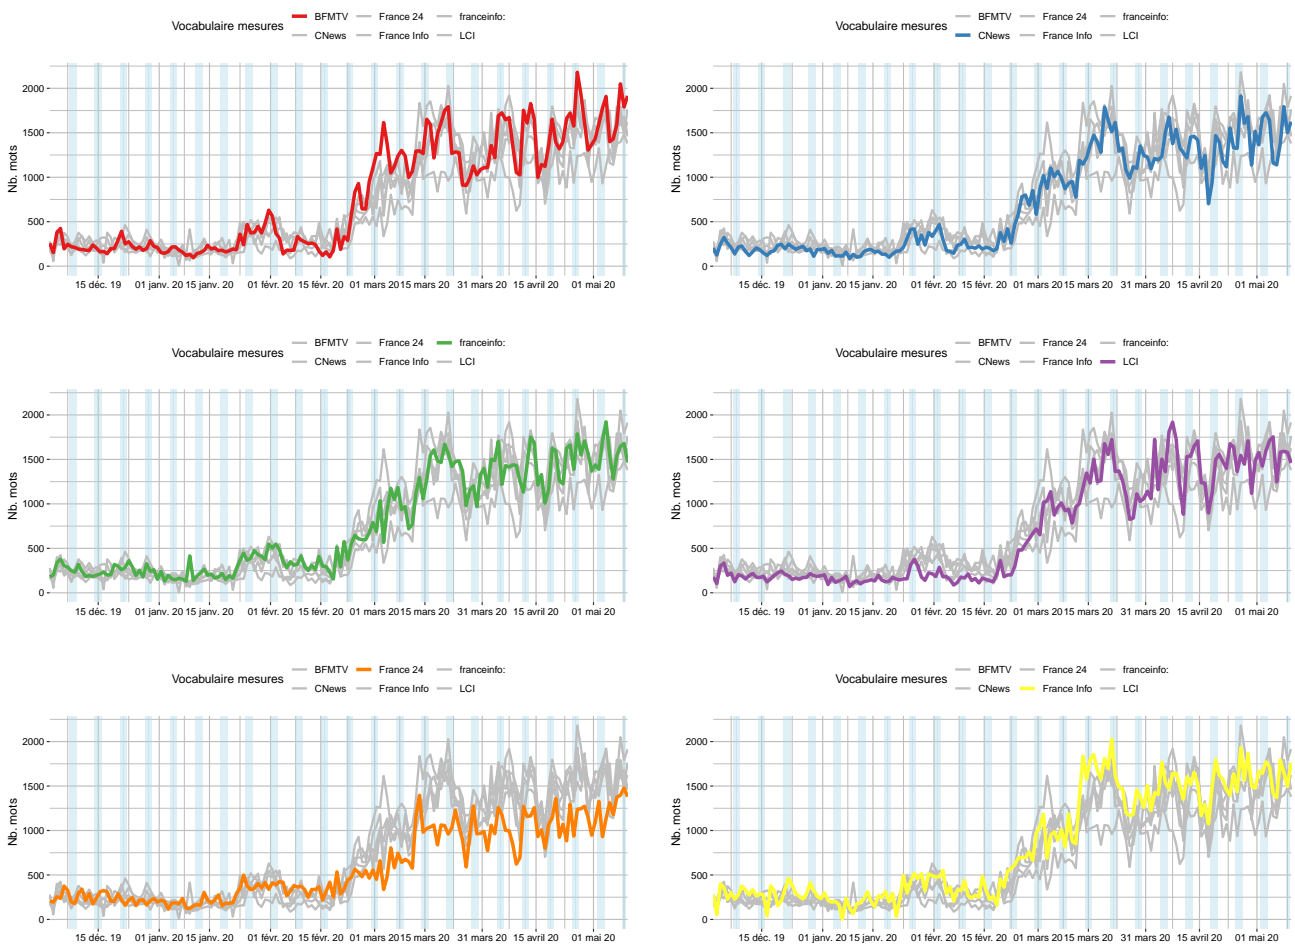 Vocabulaire mesures BFMTV France 24 franceinfo:
CNews France Info LCI
2000
1500
1000
500
0
Nb. mots
15 déc. 19 01 janv. 20 15 janv. 20 01 févr. 20 15 févr. 20 01 mars 20 15 mars 20 31 mars 20 15 avril 20 01 mai 20
Vocabulaire mesures BFMTV France 24 franceinfo:
CNews France Info LCI
2000
1500
1000
500
0
Nb. mots
15 déc. 19 01 janv. 20 15 janv. 20 01 févr. 20 15 févr. 20 01 mars 20 15 mars 20 31 mars 20 15 avril 20 01 mai 20
Vocabulaire mesures BFMTV France 24 franceinfo:
CNews France Info LCI
2000
1500
1000
500
0
Nb. mots
15 déc. 19 01 janv. 20 15 janv. 20 01 févr. 20 15 févr. 20 01 mars 20 15 mars 20 31 mars 20 15 avril 20 01 mai 20
Vocabulaire mesures BFMTV France 24 franceinfo:
CNews France Info LCI
2000
1500
1000
500
0
Nb. mots
15 déc. 19 01 janv. 20 15 janv. 20 01 févr. 20 15 févr. 20 01 mars 20 15 mars 20 31 mars 20 15 avril 20 01 mai 20
Vocabulaire mesures BFMTV France 24 franceinfo:
CNews France Info LCI
2000
1500
1000
500
0
Nb. mots
15 déc. 19 01 janv. 20 15 janv. 20 01 févr. 20 15 févr. 20 01 mars 20 15 mars 20 31 mars 20 15 avril 20 01 mai 20
Vocabulaire mesures BFMTV France 24 franceinfo:
CNews France Info LCI
2000
1500
1000
500
0
Nb. mots
15 déc. 19 01 janv. 20 15 janv. 20 01 févr. 20 15 févr. 20 01 mars 20 15 mars 20 31 mars 20 15 avril 20 01 mai 20